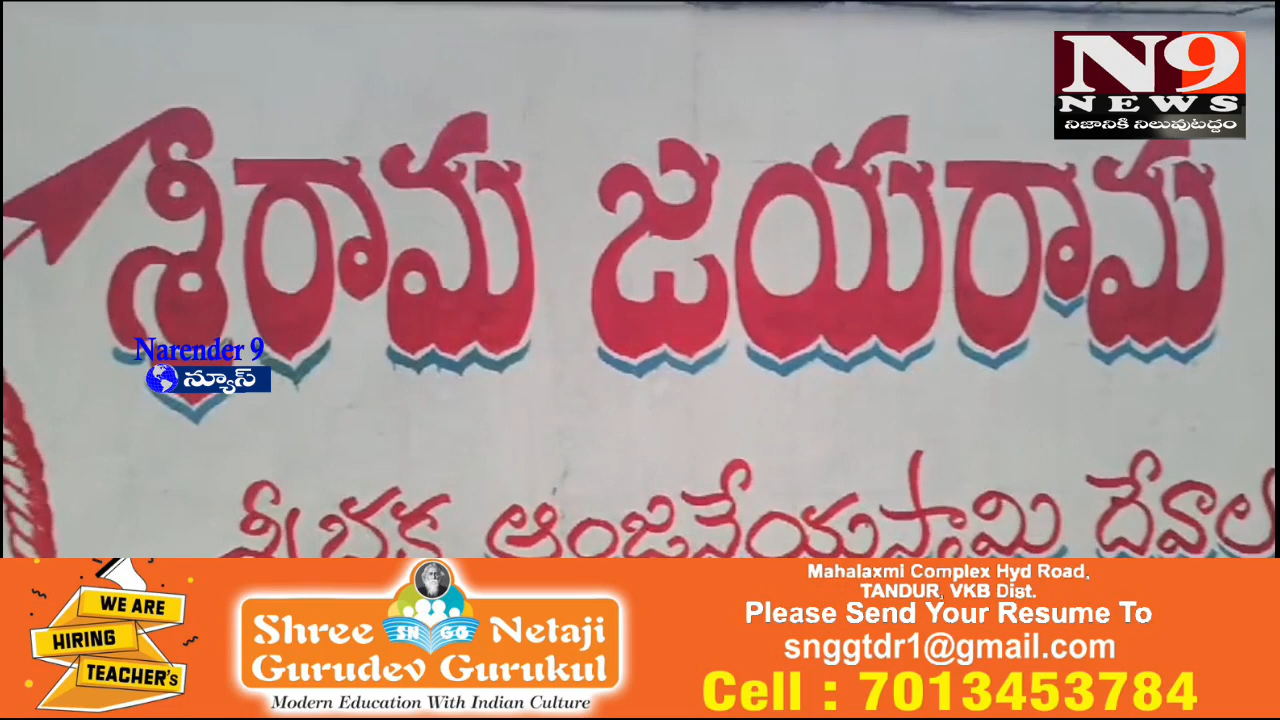 N9
NEWS
నిజానికి నిలువుటద్దం
శ్రీరామ జయరామ
Narender 9
న్యూస్
శ్రీ భక్త ఆంజనేయస్వామి
WE ARE
HIRING
TEACHER's
Shree SNGG Netaji
Gurudev Gurukul
Modern Education With Indian Culture
Mahalaxmi Complex Hyd Road,
TANDUR, VKB Dist.
Please Send Your Resume To
snggtdr1@gmail.com
Cell : 7013453784